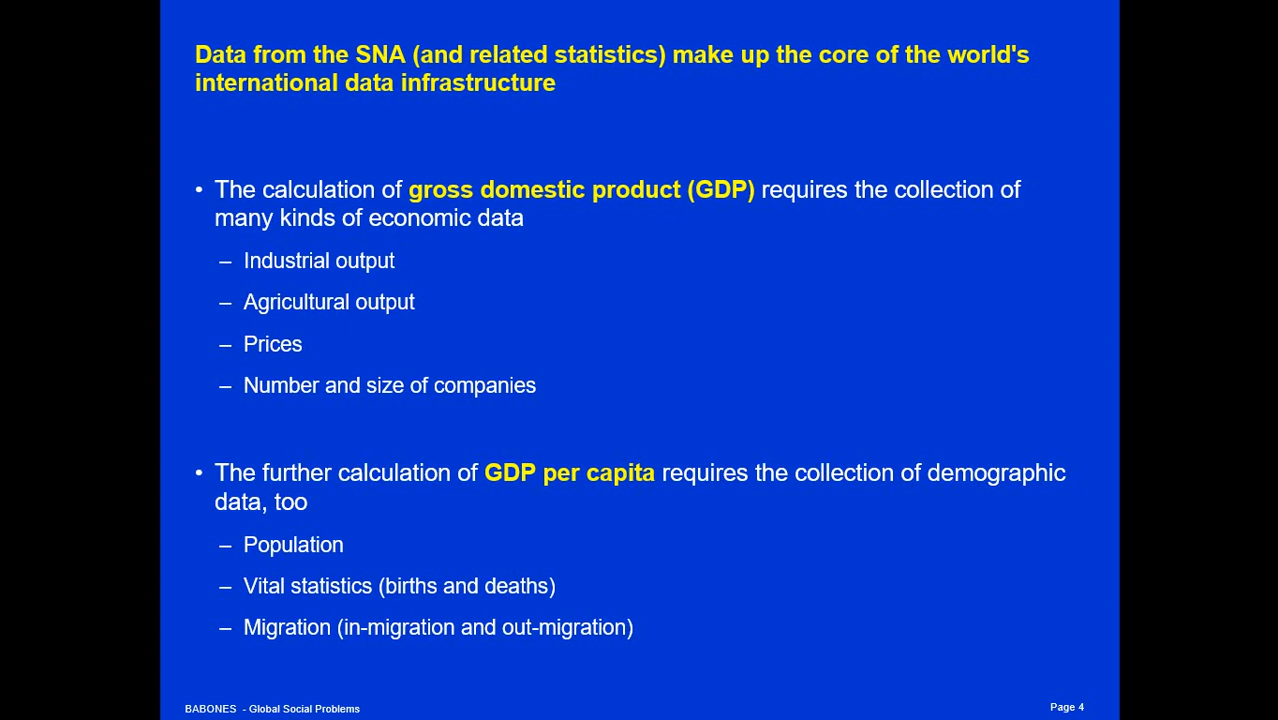 Data from the SNA (and related statistics) make up the core of the world's
international data infrastructure
• The calculation of gross domestic product (GDP) requires the collection of
many kinds of economic data
– Industrial output
– Agricultural output
– Prices
– Number and size of companies
• The further calculation of GDP per capita requires the collection of demographic
data, too
– Population
– Vital statistics (births and deaths)
– Migration (in-migration and out-migration)
BABONES - Global Social Problems
Page 4